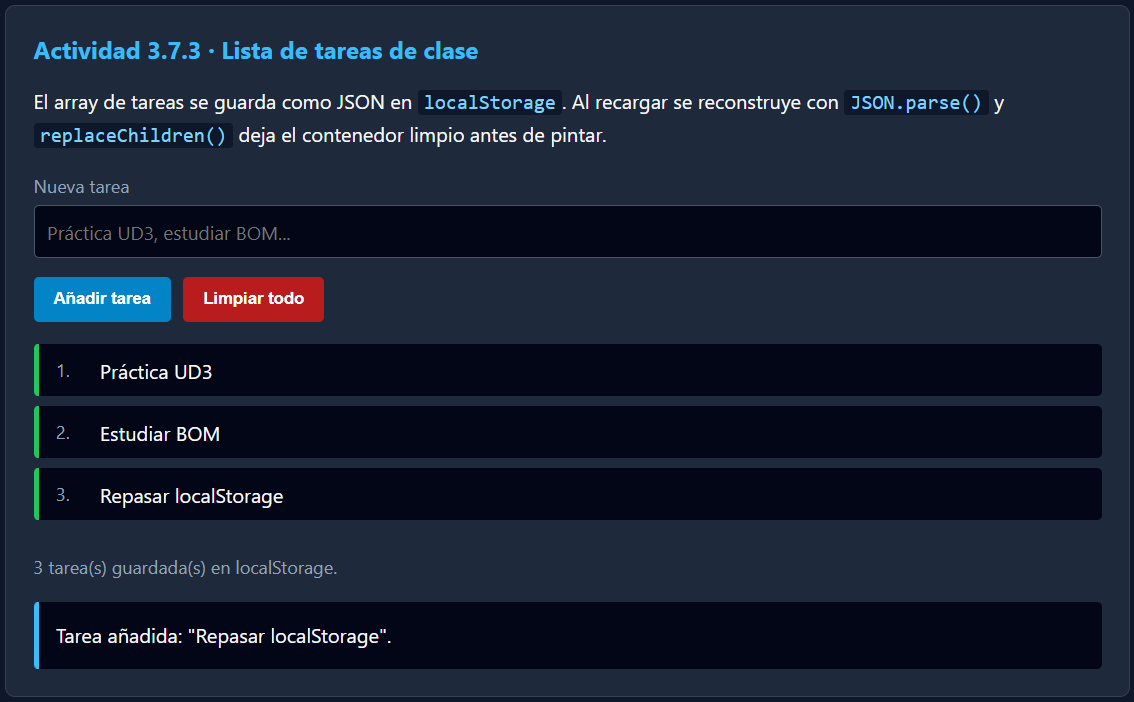 Actividad 3.7.3 · Lista de tareas de clase
El array de tareas se guarda como JSON en localStorage. Al recargar se reconstruye con JSON.parse() y
replaceChildren() deja el contenedor limpio antes de pintar.
Nueva tarea
Práctica UD3, estudiar BOM...
Añadir tarea Limpiar todo
1. Práctica UD3
2. Estudiar BOM
3. Repasar localStorage
3 tarea(s) guardada(s) en localStorage.
Tarea añadida: "Repasar localStorage".